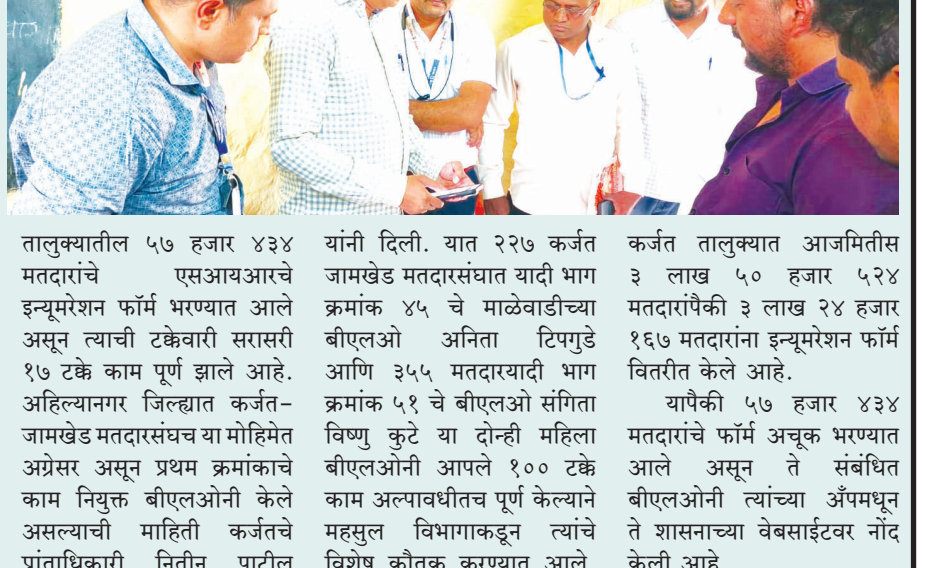 तालुक्यातील ५७ हजार ४३४
मतदारांचे एसआयआरचे
इन्यूमरेशन फॉर्म भरण्यात आले
असून त्याची टक्केवारी सरासरी
१७ टक्के काम पूर्ण झाले आहे.
अहिल्यानगर जिल्ह्यात कर्जत-
जामखेड मतदारसंघच या मोहिमेत
अग्रेसर असून प्रथम क्रमांकाचे
काम नियुक्त बीएलओनी केले
असल्याची माहिती कर्जतचे
प्रांताधिकारी नितीन पाटील
यांनी दिली. यात २२७ कर्जत
जामखेड मतदारसंघात यादी भाग
क्रमांक ४५ चे माळेवाडीच्या
बीएलओ अनिता टिपगुडे
आणि ३५५ मतदारयादी भाग
क्रमांक ५१ चे बीएलओ संगिता
विष्णु कुटे या दोन्ही महिला
बीएलओनी आपले १०० टक्के
काम अल्पावधीतच पूर्ण केल्याने
महसुल विभागाकडून त्यांचे
विशेष कौतुक करण्यात आले.
कर्जत तालुक्यात आजमितीस
३ लाख ५० हजार ५२४
मतदारांपैकी ३ लाख २४ हजार
१६७ मतदारांना इन्यूमरेशन फॉर्म
वितरीत केले आहे.
यापैकी ५७ हजार ४३४
मतदारांचे फॉर्म अचूक भरण्यात
आले असून ते संबंधित
बीएलओनी त्यांच्या ॲंपमधून
ते शासनाच्या वेबसाईटवर नोंद
केली आहे